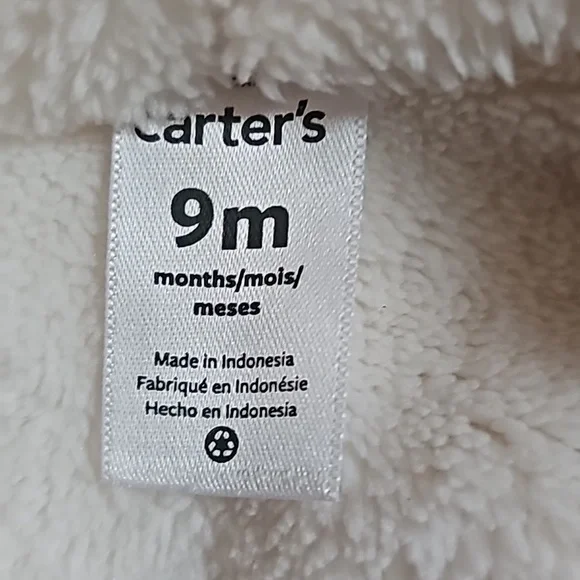 carter's
9m
months/mois/
meses
Made in Indonesia
Fabriqué en Indonésie
Hecho en Indonesia